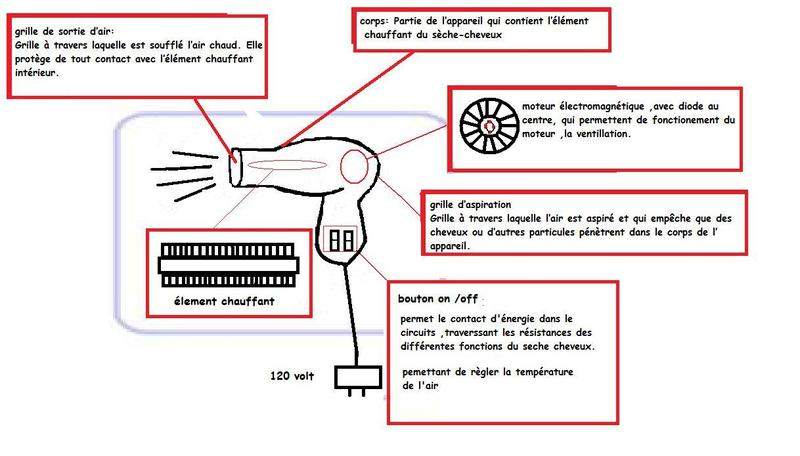 grille de sortie d'air:
Grille à travers laquelle est soufflé l'air chaud. Elle
protège de tout contact avec l'élément chauffant
intérieur.
corps: Partie de l'appareil qui contient l'élément
chauffant du sèche-cheveux
moteur électromagnétique ,avec diode au
centre, qui permettent de fonctionement du
moteur ,la ventillation.
grille d'aspiration
Grille à travers laquelle l'air est aspiré et qui empêche que des
cheveux ou d'autres particules pénètrent dans le corps de l'
appareil.
élement chauffant
bouton on /off :
permet le contact d'énergie dans le
circuits ,traverssant les résistances des
différentes fonctions du seche cheveux.
pemettant de règler la température
de l'air
120 volt